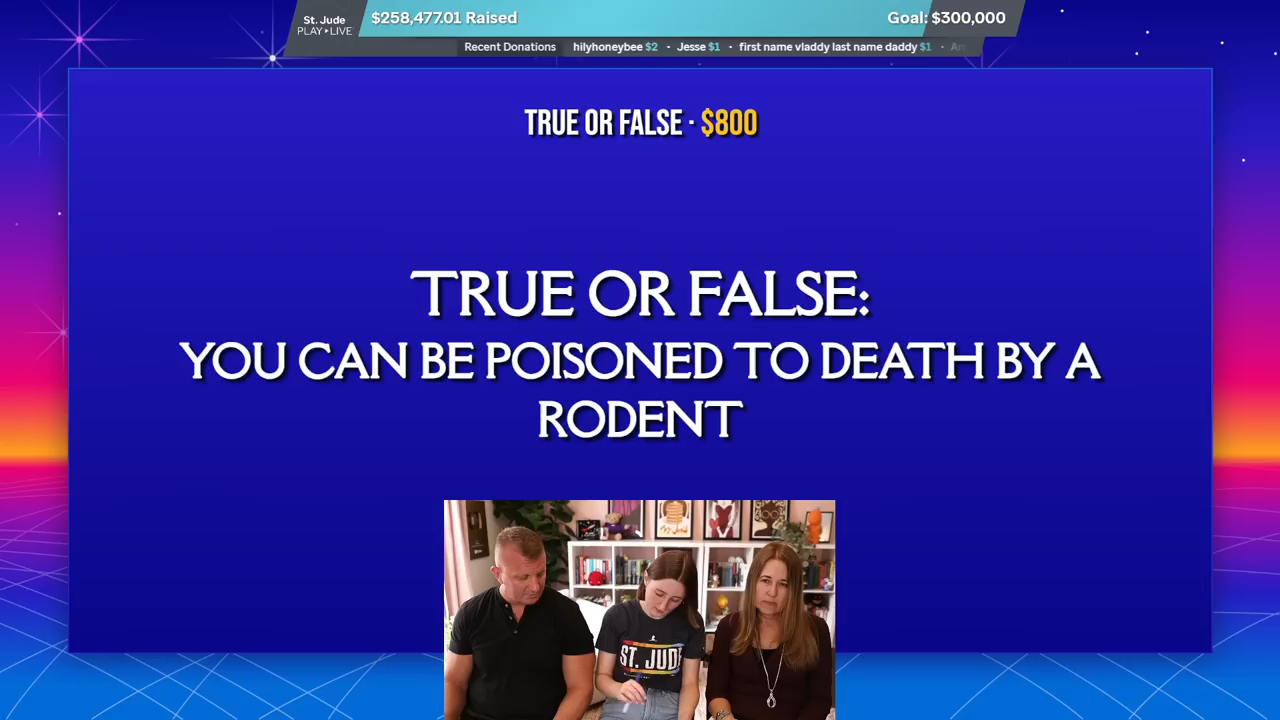 St. Jude
PLAY LIVE
$258,477.01 Raised
Goal: $300,000
Recent Donations hilyhoneybee $2 • Jesse $1 • first name vladdy last name daddy $1 •
TRUE OR FALSE · $800
TRUE OR FALSE:
YOU CAN BE POISONED TO DEATH BY A
RODENT
ST. JUDE